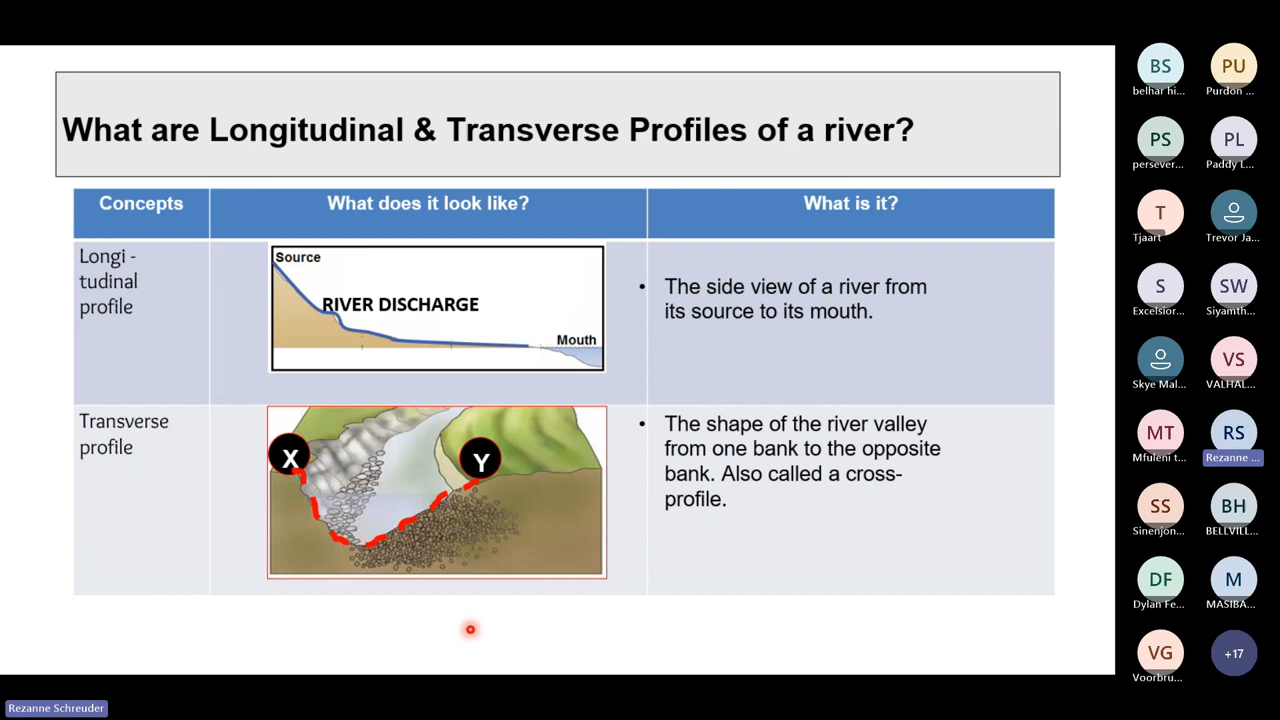 What are Longitudinal & Transverse Profiles of a river?
Concepts
What does it look like?
What is it?
Longi -
tudinal
profile
Source
RIVER DISCHARGE
Mouth
• The side view of a river from
its source to its mouth.
Transverse
profile
X
Y
• The shape of the river valley
from one bank to the opposite
bank. Also called a cross-
profile.
BS
belhar hi...
PU
Purdon ...
PS
persever...
PL
Paddy L...
T
Tjaart
Trevor Ja...
S
Excelsior...
SW
Siyamth...
Skye Mal...
VS
VALHAL...
MT
Mfuleni t...
RS
Rezanne ...
SS
Sinenjon...
BH
BELLVILL...
DF
Dylan Fe...
M
MASIBA...
VG
Voorbru...
+17
Rezanne Schreuder